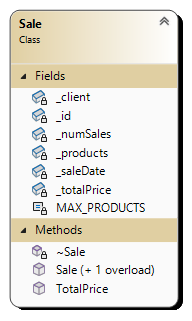 Sale
Class
Fields
_client
_id
_numSales
_products
_saleDate
_totalPrice
MAX_PRODUCTS
Methods
~Sale
Sale (+ 1 overload)
TotalPrice